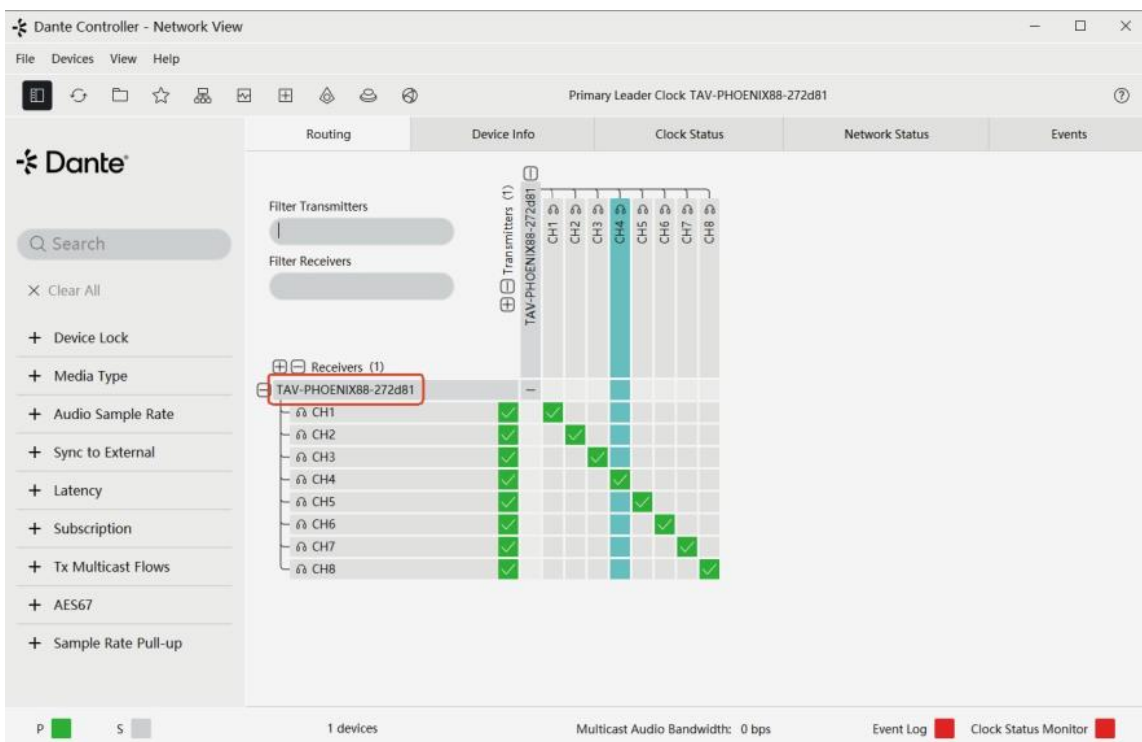 Dante Controller - Network View
File Devices View Help
Primary Leader Clock TAV-PHOENIX88-272d81
Routing Device Info Clock Status Network Status Events
Dante
Search
Clear All
Device Lock
Media Type
Audio Sample Rate
Sync to External
Latency
Subscription
Tx Multicast Flows
AES67
Sample Rate Pull-up
Filter Transmitters
Filter Receivers
Transmitters (1)
TAV-PHOENIX88-272d81
CH1
CH2
CH3
CH4
CH5
CH6
CH7
CH8
Receivers (1)
TAV-PHOENIX88-272d81
CH1
CH2
CH3
CH4
CH5
CH6
CH7
CH8
P S 1 devices Multicast Audio Bandwidth: 0 bps Event Log Clock Status Monitor